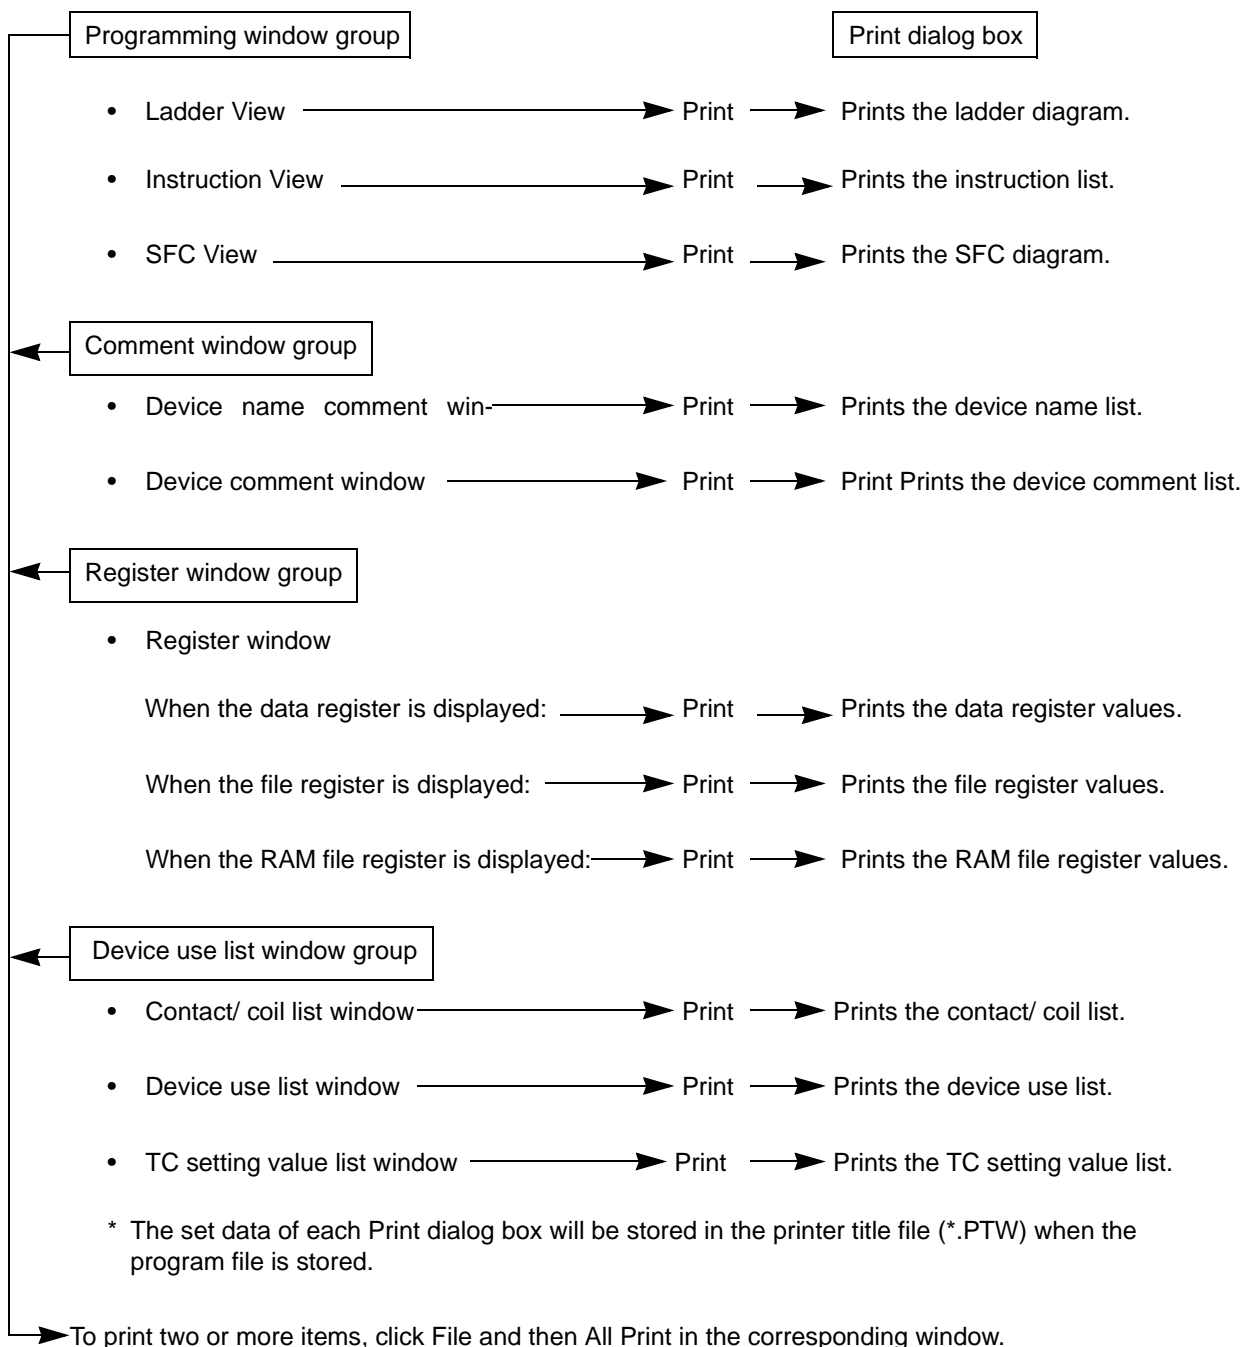 Programming window group Print dialog box
• Ladder View Print Prints the ladder diagram.
• Instruction View Print Prints the instruction list.
• SFC View Print Prints the SFC diagram.
Comment window group
• Device name comment win- Print Prints the device name list.
• Device comment window Print Print Prints the device comment list.
Register window group
• Register window
When the data register is displayed: Print Prints the data register values.
When the file register is displayed: Print Prints the file register values.
When the RAM file register is displayed: Print Prints the RAM file register values.
Device use list window group
• Contact/ coil list window Print Prints the contact/ coil list.
• Device use list window Print Prints the device use list.
• TC setting value list window Print Prints the TC setting value list.
* The set data of each Print dialog box will be stored in the printer title file (*.PTW) when the
program file is stored.
To print two or more items, click File and then All Print in the corresponding window.